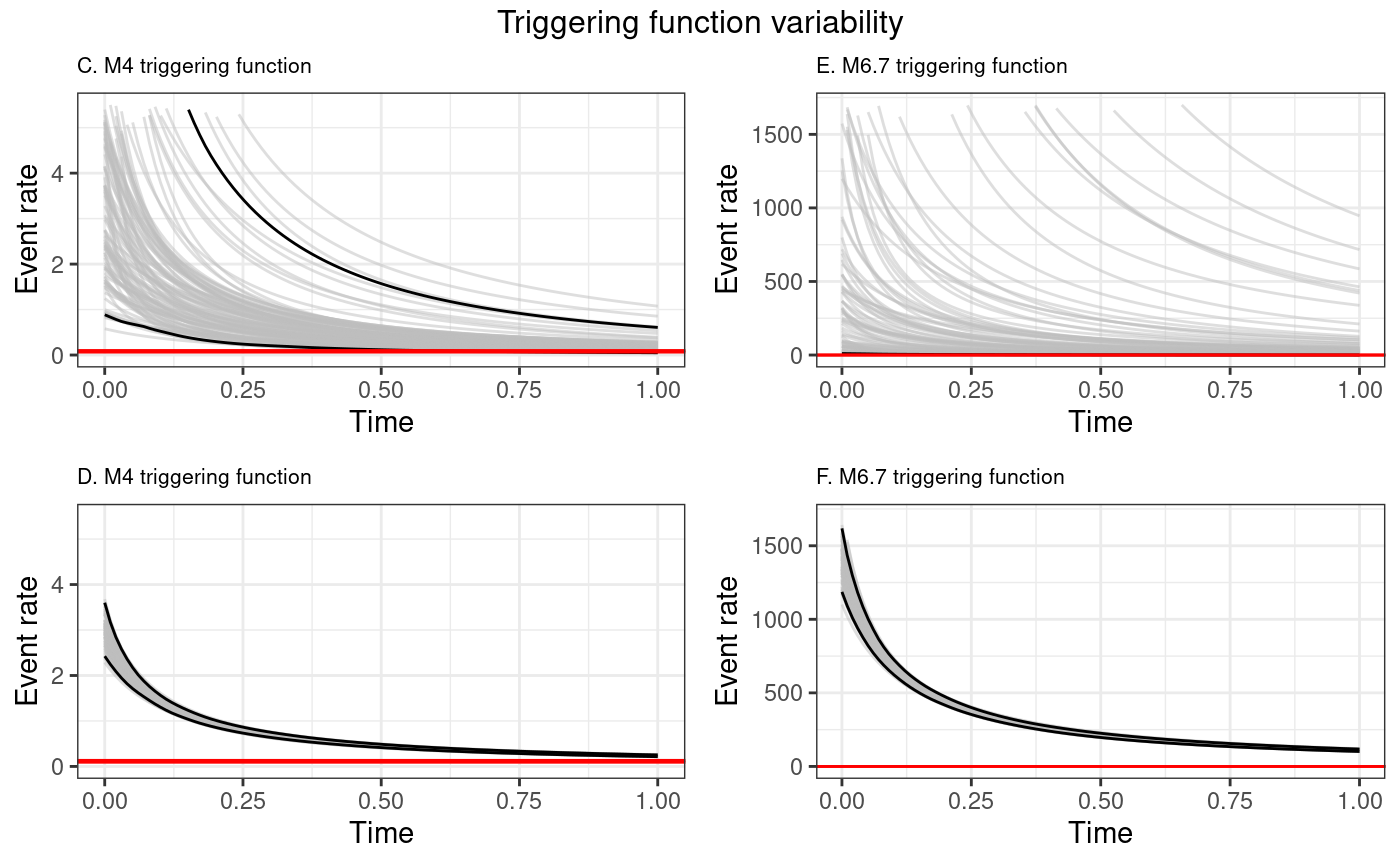 Triggering function variability
C. M4 triggering function
Event rate
4
2
0
0.00 0.25 0.50 0.75 1.00
Time
E. M6.7 triggering function
Event rate
1500
1000
500
0
0.00 0.25 0.50 0.75 1.00
Time
D. M4 triggering function
Event rate
4
2
0
0.00 0.25 0.50 0.75 1.00
Time
F. M6.7 triggering function
Event rate
1500
1000
500
0
0.00 0.25 0.50 0.75 1.00
Time